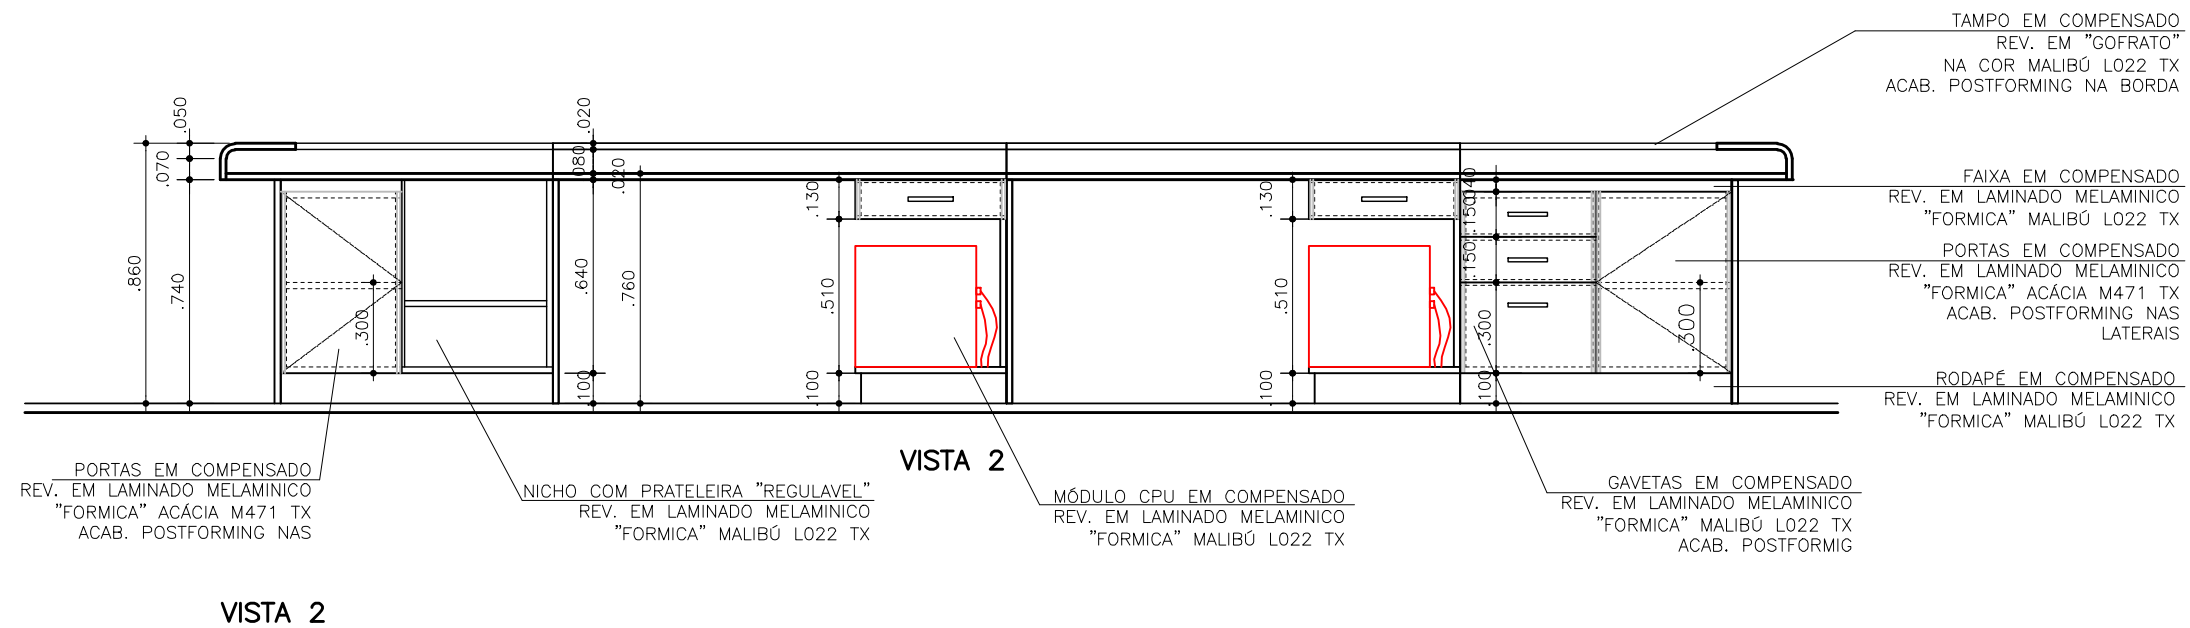 TAMPO EM COMPENSADO
REV. EM "GOFRATO"
NA COR MALIBÚ L022 TX
ACAB. POSTFORMING NA BORDA
.050
.020
.070
.080
.020
.130
.130
.040
.150
FAIXA EM COMPENSADO
REV. EM LAMINADO MELAMINICO
"FORMICA" MALIBÚ L022 TX
.860
.740
.640
.760
.510
.510
.150
PORTAS EM COMPENSADO
REV. EM LAMINADO MELAMINICO
"FORMICA" ACÁCIA M471 TX
ACAB. POSTFORMING NAS
LATERAIS
.300
.300
.300
.100
.100
.100
.100
RODAPÉ EM COMPENSADO
REV. EM LAMINADO MELAMINICO
"FORMICA" MALIBÚ L022 TX
VISTA 2
PORTAS EM COMPENSADO
REV. EM LAMINADO MELAMINICO
"FORMICA" ACÁCIA M471 TX
ACAB. POSTFORMING NAS
NICHO COM PRATELEIRA "REGULAVEL"
REV. EM LAMINADO MELAMINICO
"FORMICA" MALIBÚ L022 TX
MÓDULO CPU EM COMPENSADO
REV. EM LAMINADO MELAMINICO
"FORMICA" MALIBÚ L022 TX
GAVETAS EM COMPENSADO
REV. EM LAMINADO MELAMINICO
"FORMICA" MALIBÚ L022 TX
ACAB. POSTFORMIG
VISTA 2